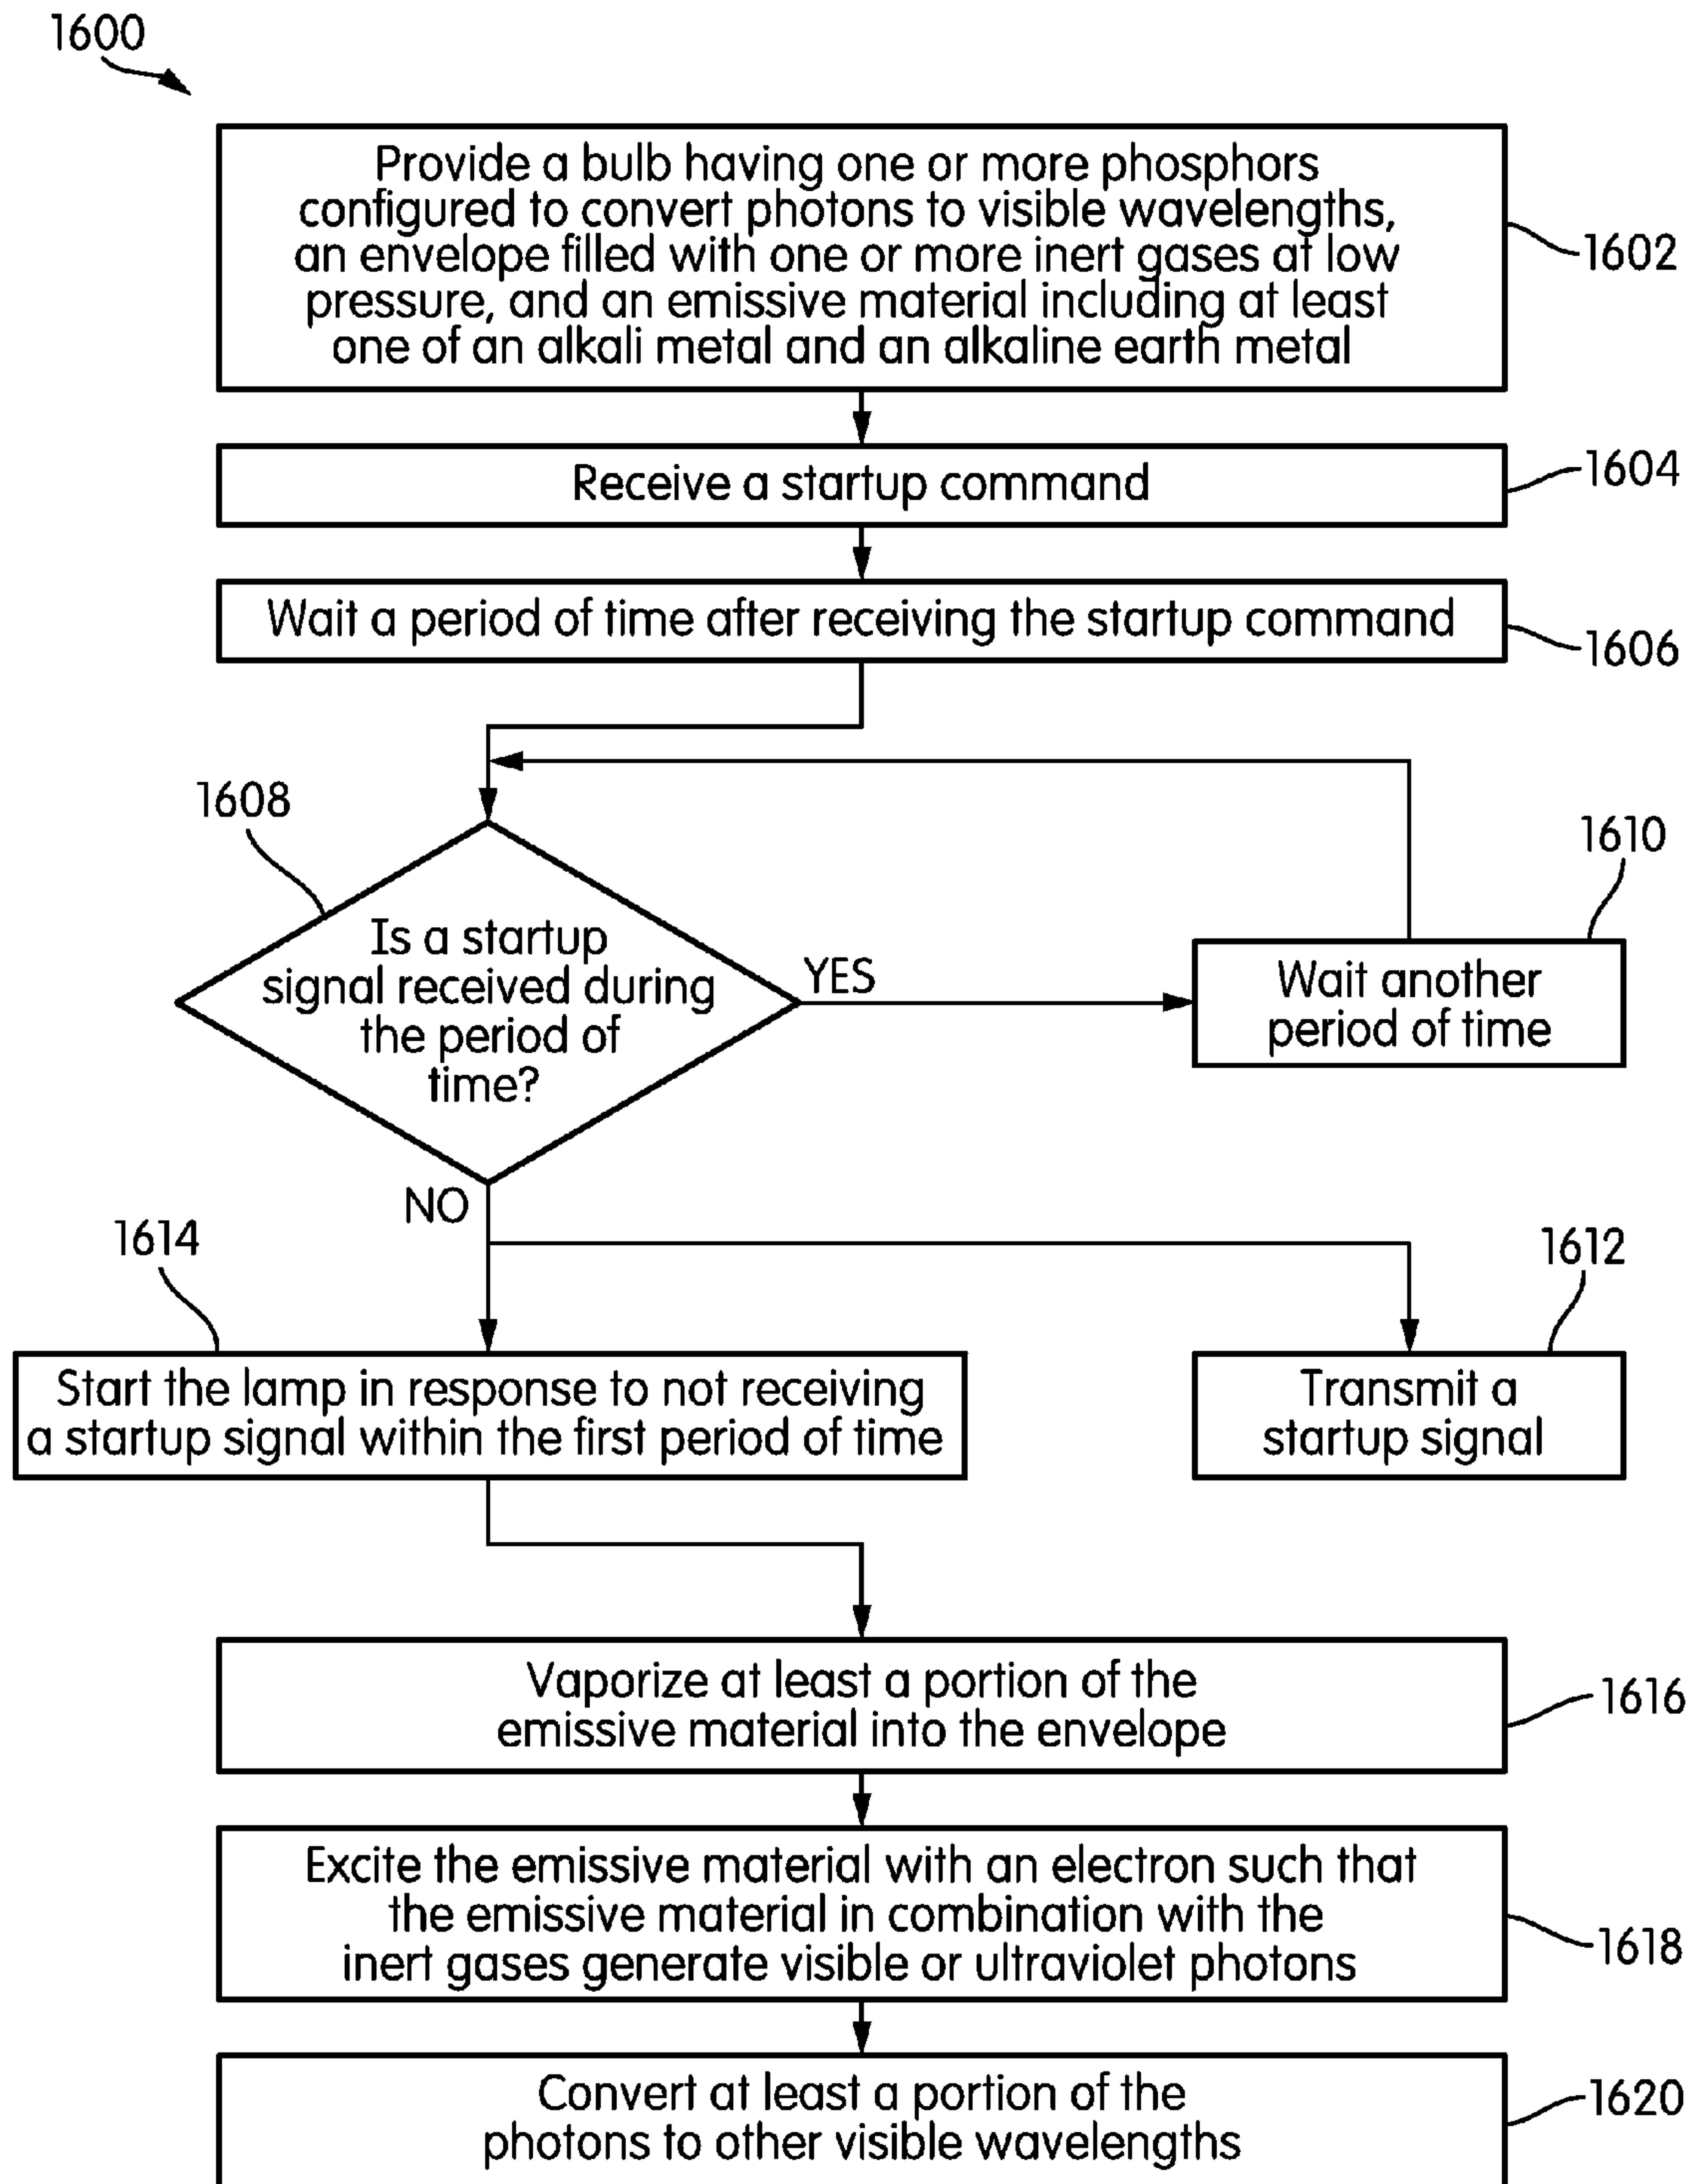 1600
Provide a bulb having one or more phosphors
configured to convert photons to visible wavelengths,
an envelope filled with one or more inert gases at low
pressure, and an emissive material including at least
one of an alkali metal and an alkaline earth metal
1602
Receive a startup command
1604
Wait a period of time after receiving the startup command
1606
1608
Is a startup
signal received during
the period of
time?
YES
1610
Wait another
period of time
NO
1614
1612
Start the lamp in response to not receiving
a startup signal within the first period of time
Transmit a
startup signal
Vaporize at least a portion of the
emissive material into the envelope
1616
Excite the emissive material with an electron such that
the emissive material in combination with the
inert gases generate visible or ultraviolet photons
1618
Convert at least a portion of the
photons to other visible wavelengths
1620